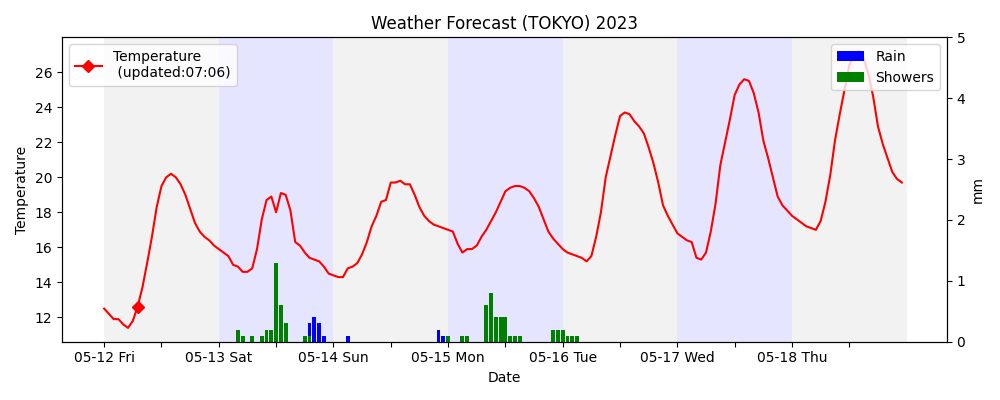 Weather Forecast (TOKYO) 2023
Temperature
(updated:07:06)
Rain
Showers
Temperature
26
24
22
20
18
16
14
12
5
4
3
2
1
0
mm
05-12 Fri
05-13 Sat
05-14 Sun
05-15 Mon
05-16 Tue
05-17 Wed
05-18 Thu
Date